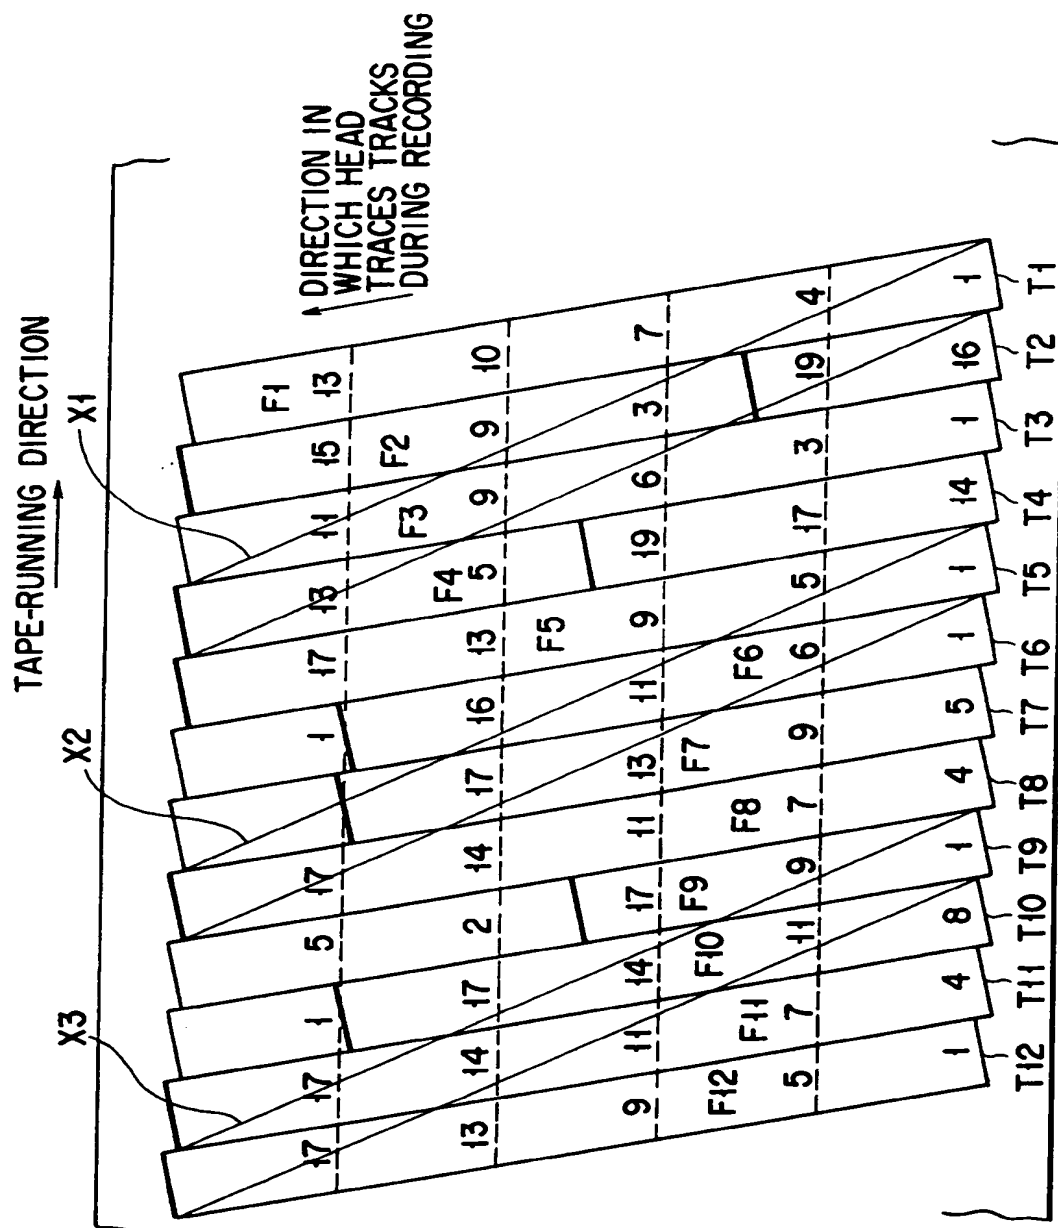 TAPE-RUNNING DIRECTION
X3
X2
X1
DIRECTION IN
WHICH HEAD
TRACES TRACKS
DURING RECORDING
F1
17 17 1 5 17 1 17 13 11 15 13
F4 F3 F2
13 14 17 2 14 17 16 13 5 9 9 10
F5
9 11 14 17 11 13 11 9 19 6 3 7
F12 F11 F10 F9 F8 F7 F6
5 7 11 9 7 9 6 5 17 3 19 4
1 4 8 1 4 5 1 1 14 1 16 1
T12 T11 T10 T9 T8 T7 T6 T5 T4 T3 T2 T1